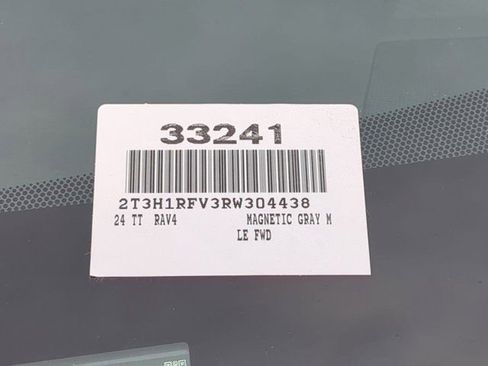 33241
2T3H1RFV3RW304438
24 TT RAV4 MAGNETIC GRAY M
LE FWD